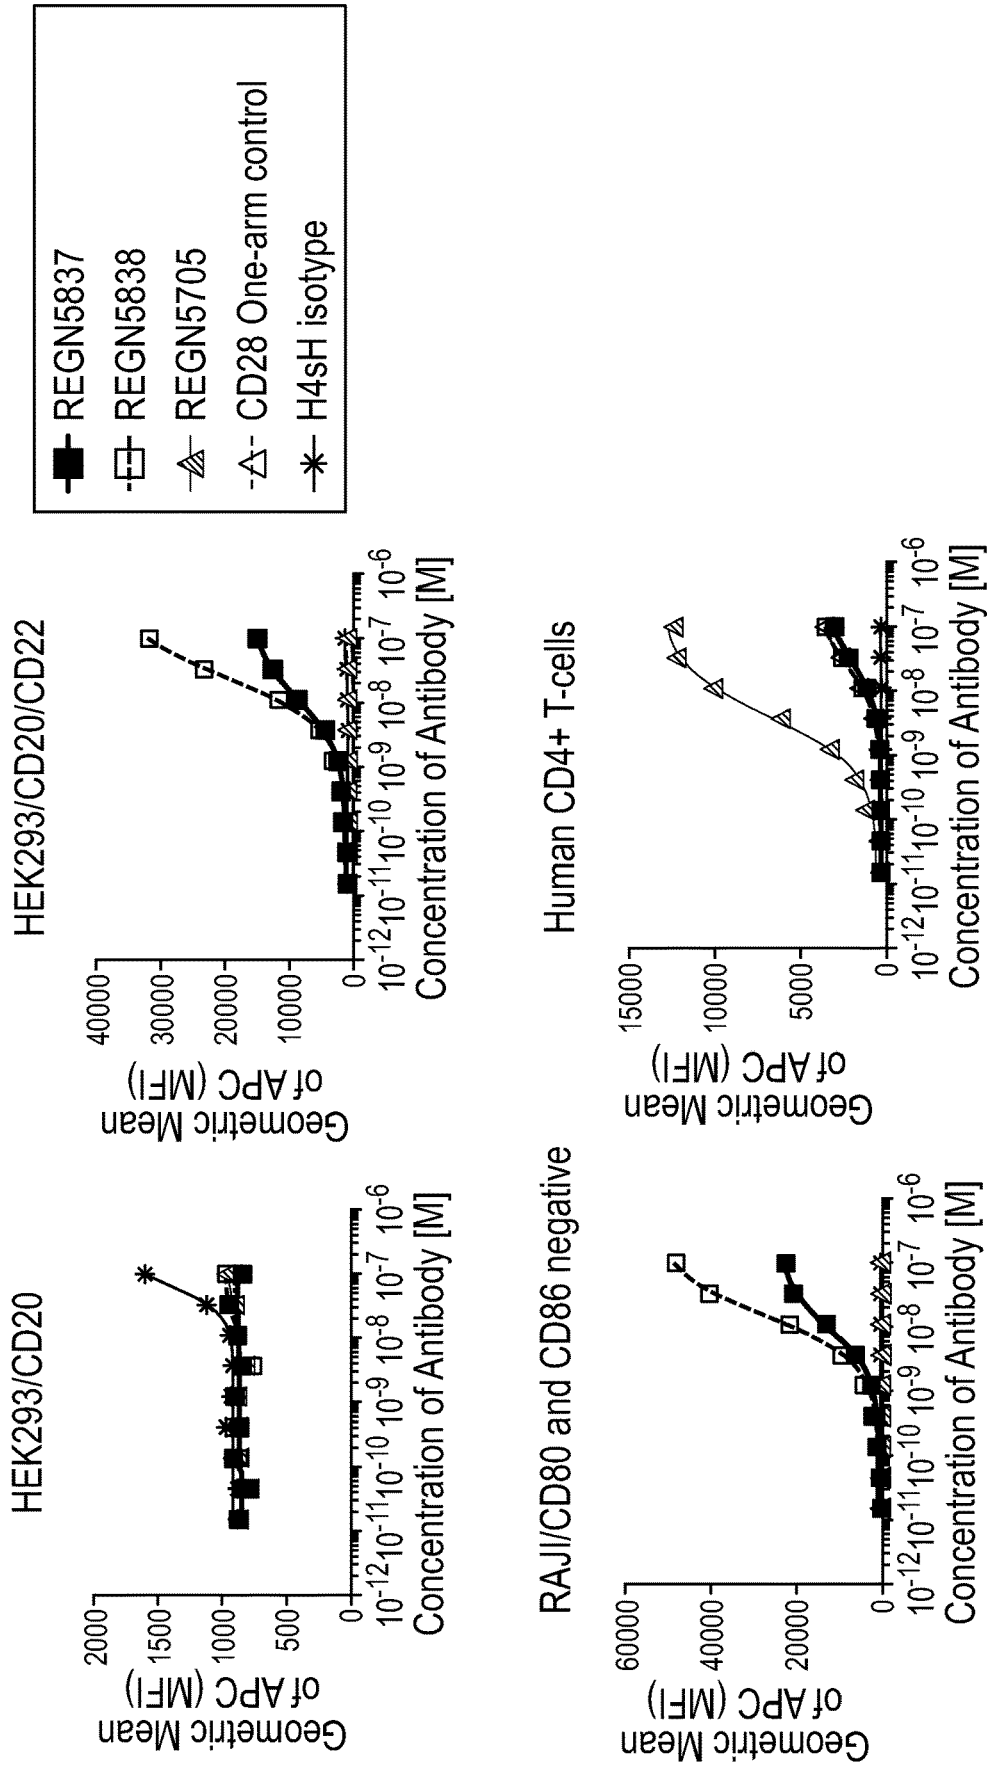 HEK293/CD20
Geometric Mean
of APC (MFI)
2000
1500
1000
500
0
10-12 10-11 10-10 10-9 10-8 10-7 10-6
Concentration of Antibody [M]
HEK293/CD20/CD22
Geometric Mean
of APC (MFI)
40000
30000
20000
10000
0
10-12 10-11 10-10 10-9 10-8 10-7 10-6
Concentration of Antibody [M]
REGN5837
REGN5838
REGN5705
CD28 One-arm control
H4sH isotype
RAJI/CD80 and CD86 negative
Geometric Mean
of APC (MFI)
60000
40000
20000
0
10-12 10-11 10-10 10-9 10-8 10-7 10-6
Concentration of Antibody [M]
Human CD4+ T-cells
Geometric Mean
of APC (MFI)
15000
10000
5000
0
10-12 10-11 10-10 10-9 10-8 10-7 10-6
Concentration of Antibody [M]